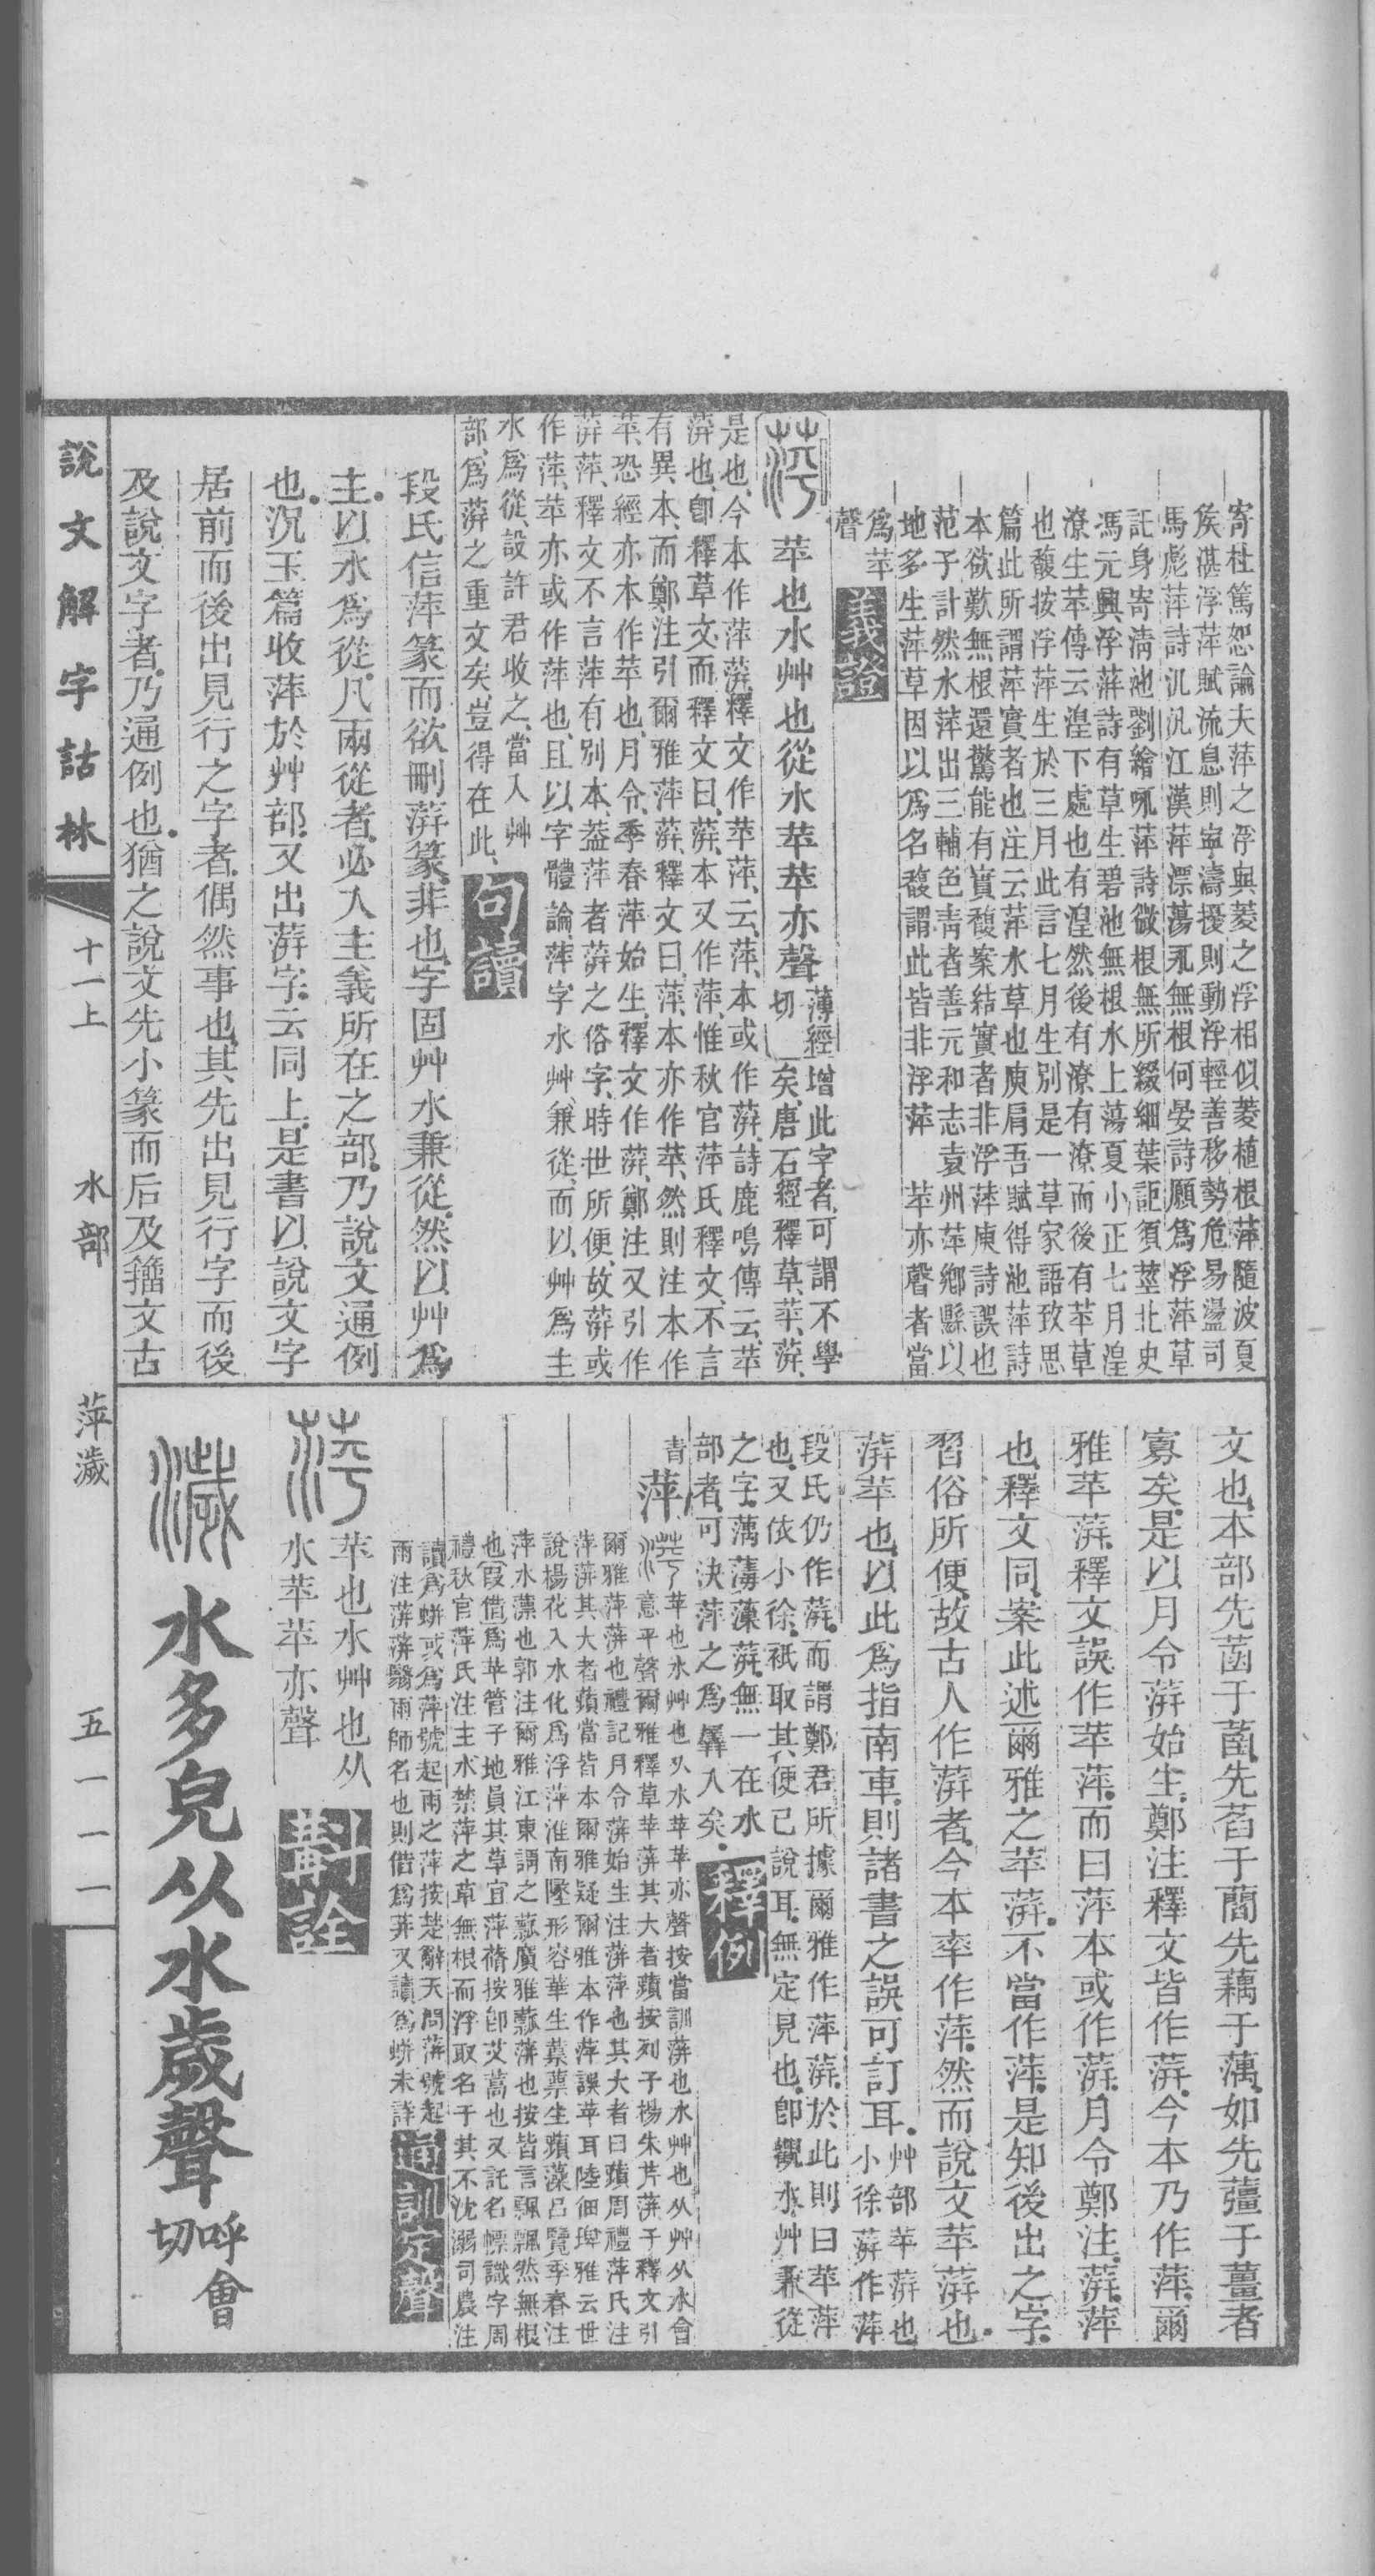 寄杜篤恕論夫萍之浮與菱之浮相似菱植根萍隨波夏
侯湛浮萍賦流息則寧濤擾則動浮輕善移勢危易盪司
馬彪萍詩汎汎江漢萍漂蕩永無根何晏詩願爲浮萍草
託身寄淸池劉繪詠萍詩微根無所綴細葉詎須莖北史
馮元興浮萍詩有草生碧池無根水上蕩夏小正七月湟
潦生苹傳云湟下處也有湟然後有潦有潦而後有苹草
也馥按浮萍生於三月此言七月生別是一草家語致思
篇此所謂萍實者也注云萍水草也庾肩吾賦得池萍詩
本欲歎無根還驚能有實馥案結實者非浮萍庾詩誤也
范子計然水萍出三輔色靑者善元和志袁州萍鄕縣以
地多生萍草因以爲名馥謂此皆非浮萍　苹亦聲者當
爲苹
聲
義證
苹也水艸也從水苹苹亦聲
薄經
切
增此字者可謂不學
矣唐石經釋草苹蓱
是也今本作萍蓱釋文作苹萍云萍本或作蓱詩鹿鳴傳云苹
蓱也卽釋草文而釋文曰蓱本又作萍惟秋官萍氏釋文不言
有異本而鄭注引爾雅萍蓱釋文曰萍本亦作苹然則注本作
苹恐經亦本作苹也月令季春萍始生釋文作蓱鄭注又引作
蓱萍釋文不言萍有別本葢萍者蓱之俗字時世所便故蓱或
作萍苹亦或作萍也且以字體論萍字水艸兼從而以艸爲主
水爲從設許君收之當入艸
部爲蓱之重文矣豈得在此
句讀
段氏信萍篆而欲刪蓱篆非也字固艸水兼從然以艸爲
主以水爲從凡兩從者必入主義所在之部乃說文通例
也況玉篇收萍於艸部又出蓱字云同上是書以說文字
居前而後出見行之字者偶然事也其先出見行字而後
及說文字者乃通例也猶之說文先小篆而后及籀文古
文也本部先菡于萏先茗于蕳先藕于蕅如先薑于薑者
寡矣是以月令蓱始生鄭注釋文皆作蓱今本乃作萍爾
雅苹蓱釋文誤作苹萍而曰萍本或作蓱月令鄭注蓱萍
也釋文同案此述爾雅之苹蓱不當作萍是知後出之字
習俗所便故古人作蓱者今本率作萍然而說文苹蓱也
蓱苹也以此爲指南車則諸書之誤可訂耳
艸部苹蓱也
小徐蓱作萍
段氏仍作蓱而謂鄭君所據爾雅作萍蓱於此則曰苹萍
也又依小徐祇取其便己說耳無定見也卽觀水艸兼從
之字蕅薄藻蓱無一在水
部者可決萍之爲羼入矣
釋例
萍
苹也水艸也从水苹苹亦聲按當訓蓱也水艸也从艸从水會
意平聲爾雅釋草苹蓱其大者蘋按列子楊朱芹萍子釋文引
爾雅萍蓱也禮記月令蓱始生注蓱萍也其大者曰蘋周禮萍氏注
萍蓱其大者蘋當皆本爾雅疑爾雅本作萍誤苹耳陸佃埤雅云世
說楊花入水化爲浮萍淮南墬形容華生蔈蔈生蘋藻呂覽季春注
萍水藻也郭注爾雅江東謂之薸廣雅薸蓱也按皆言飄飄然無根
也(叚借)爲苹管子地員其草宜萍蓨按卽艾蒿也又託名幖識字周
禮秋官萍氏注主水禁萍之草無根而浮取名于其不沈溺司農注
讀爲蛢或爲萍號起雨之萍按楚辭天問蓱號起
雨注蓱蓱翳雨師名也則借爲荓又讀爲蛢未詳
通訓定聲
苹也水艸也从
水苹苹亦聲
斠詮
水多皃从水歲聲
呼會
切
說文解字詁林
十一上
水部
萍濊
五一一一